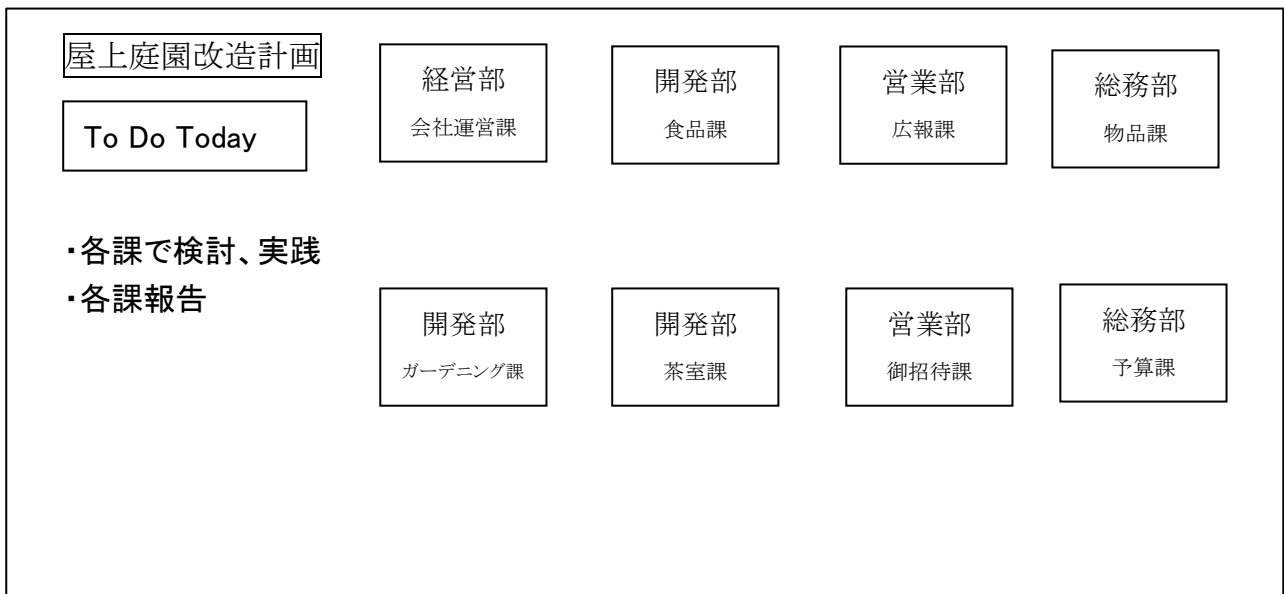 屋上庭園改造計画
To Do Today
・各課で検討、実践
・各課報告
経営部
会社運営課
開発部
食品課
営業部
広報課
総務部
物品課
開発部
ガーデニング課
開発部
茶室課
営業部
御招待課
総務部
予算課